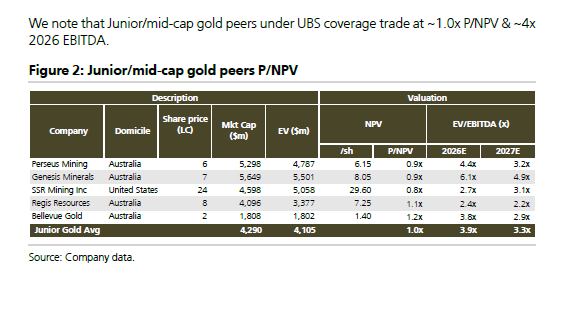 We note that Junior/mid-cap gold peers under UBS coverage trade at ~1.0x P/NPV & ~4x
2026 EBITDA.
Figure 2: Junior/mid-cap gold peers P/NPV
Description Valuation
Company Domicile Share price (LC) Mkt Cap ($m) EV ($m) NPV EV/EBITDA (x)
/sh P/NPV 2026E 2027E
Perseus Mining Australia 6 5,298 4,787 6.15 0.9x 4.4x 3.2x
Genesis Minerals Australia 7 5,649 5,501 8.05 0.9x 6.1x 4.9x
SSR Mining Inc United States 24 4,598 5,058 29.60 0.8x 2.7x 3.1x
Regis Resources Australia 8 4,096 3,377 7.25 1.1x 2.4x 2.2x
Bellevue Gold Australia 2 1,808 1,802 1.40 1.2x 3.8x 2.9x
Junior Gold Avg 4,290 4,105 1.0x 3.9x 3.3x
Source: Company data.